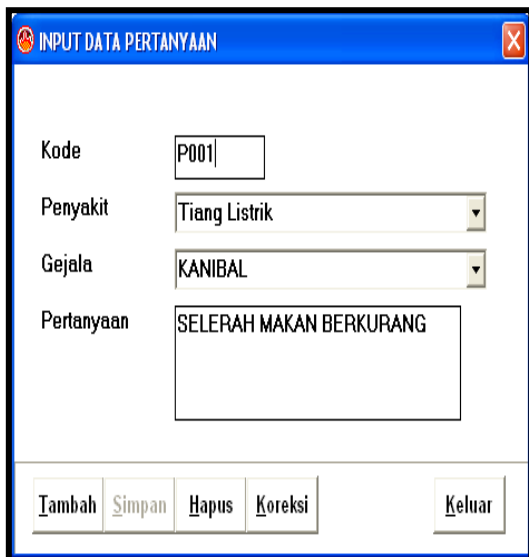 INPUT DATA PERTANYAAN
Kode P001
Penyakit Tiang Listrik
Gejala KANIBAL
Pertanyaan SELERAH MAKAN BERKURANG
Tambah Simpan Hapus Koreksi Keluar